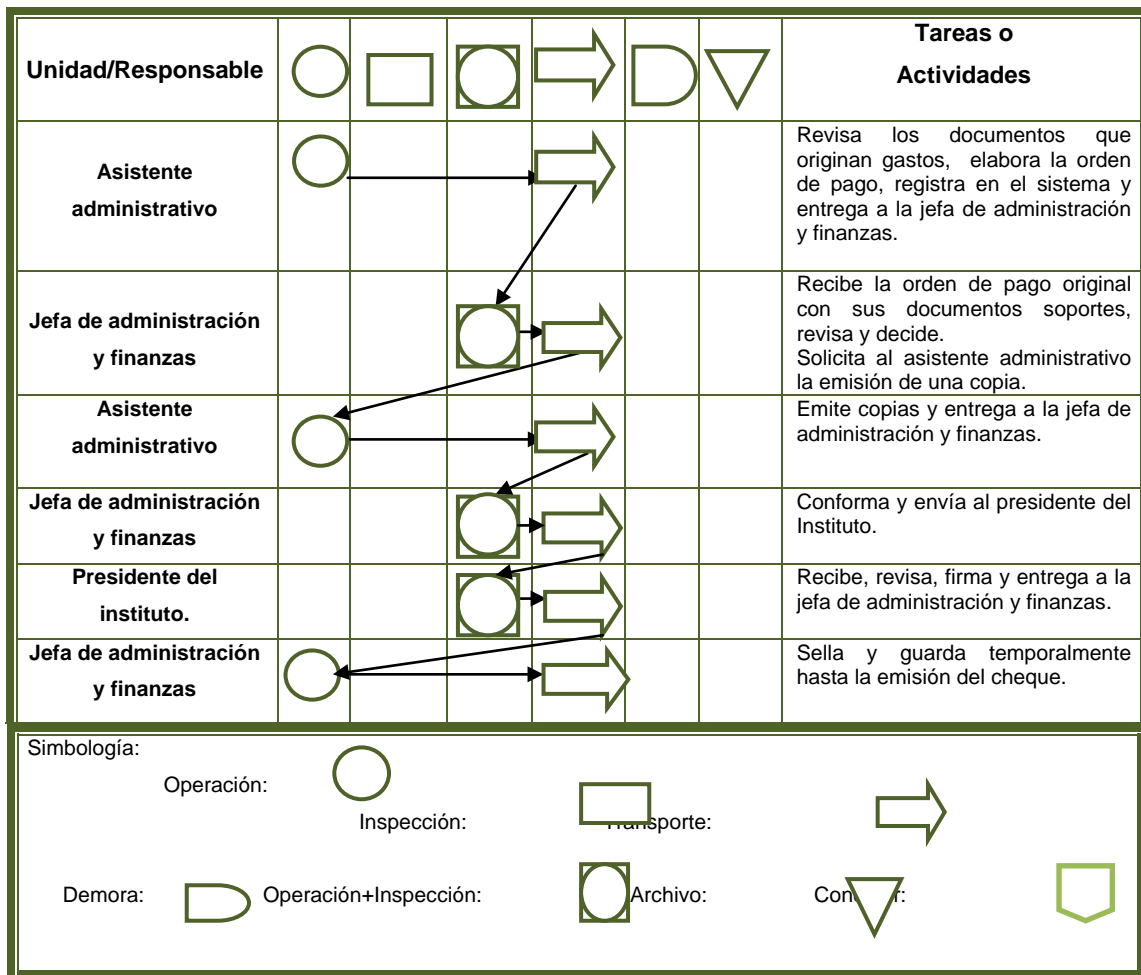 Unidad/Responsable
Tareas o
Actividades
Asistente
administrativo
Revisa los documentos que
originan gastos, elabora la orden
de pago, registra en el sistema y
entrega a la jefa de administración
y finanzas.
Jefa de administración
y finanzas
Recibe la orden de pago original
con sus documentos soportes,
revisa y decide.
Solicita al asistente administrativo
la emisión de una copia.
Asistente
administrativo
Emite copias y entrega a la jefa de
administración y finanzas.
Jefa de administración
y finanzas
Conforma y envía al presidente del
Instituto.
Presidente del
instituto.
Recibe, revisa, firma y entrega a la
jefa de administración y finanzas.
Jefa de administración
y finanzas
Sella y guarda temporalmente
hasta la emisión del cheque.
Simbología:
Operación:
Inspección: Transporte:
Demora: Operación+Inspección: Archivo: